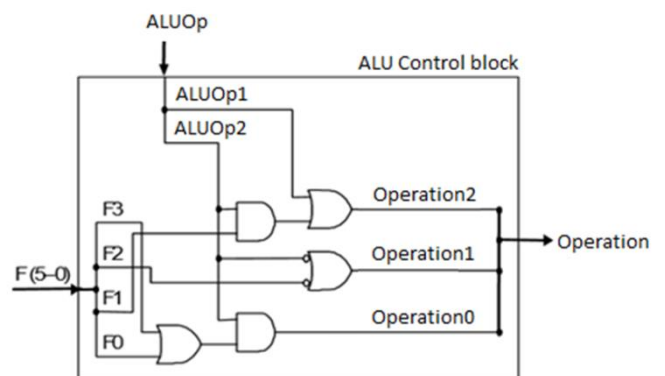 ALUOp
ALU Control block
ALUOp1
ALUOp2
Operation2
F3
F2
Operation1
Operation
F(5–0)
F1
Operation0
F0